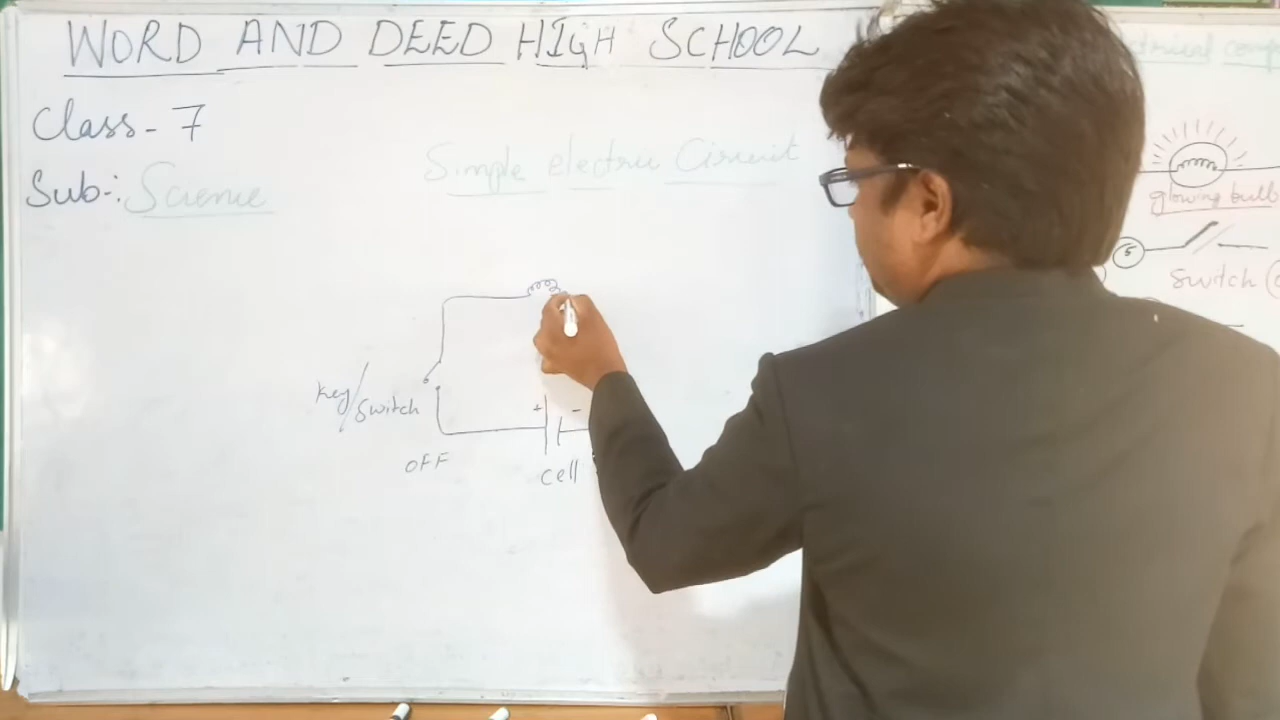 WORD AND DEED HIGH SCHOOL
Class- 7
Sub-: Science
Simple electric Circuit
Key/Switch
OFF
+ -
Cell
glowing bulb
5
Switch